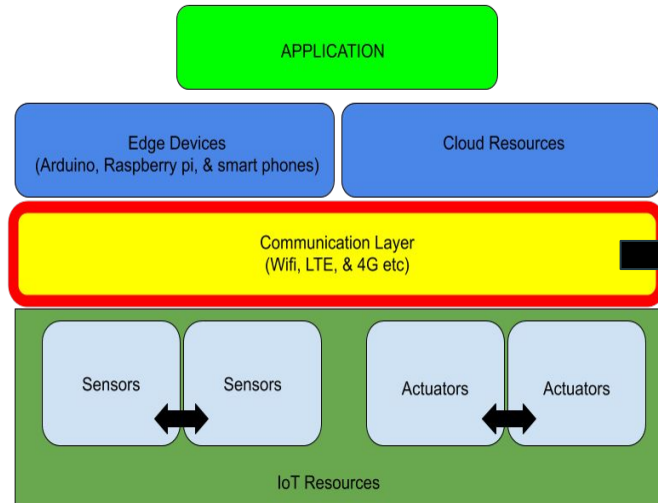 APPLICATION
Edge Devices
(Arduino, Raspberry pi, & smart phones)
Cloud Resources
Communication Layer
(Wifi, LTE, & 4G etc)
Sensors
Sensors
Actuators
Actuators
IoT Resources